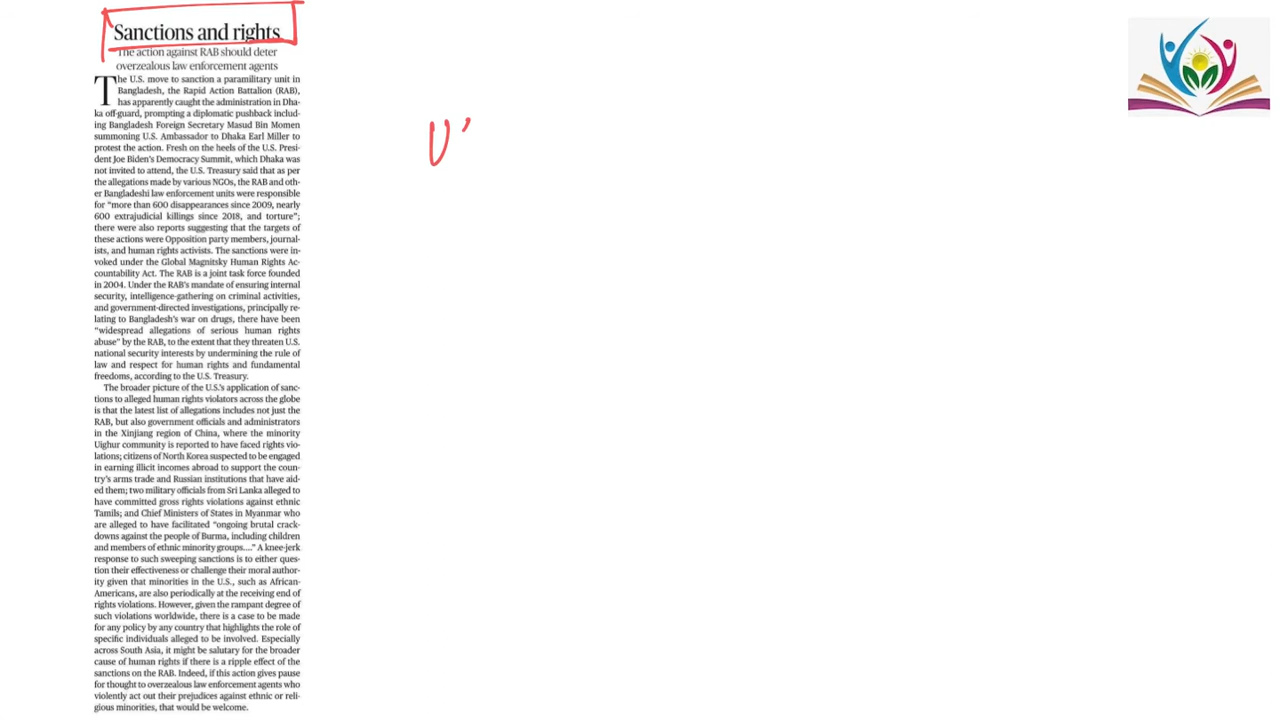 Sanctions and rights
The action against RAB should deter
overzealous law enforcement agents
The U.S. move to sanction a paramilitary unit in
Bangladesh, the Rapid Action Battalion (RAB),
has apparently caught the administration in Dha-
ka off-guard, prompting a diplomatic pushback includ-
ing Bangladesh Foreign Secretary Masud Bin Momen
summoning U.S. Ambassador to Dhaka Earl Miller to
protest the action. Fresh on the heels of the U.S. Presi-
dent Joe Biden's Democracy Summit, which Dhaka was
not invited to attend, the U.S. Treasury said that as per
the allegations made by various NGOs, the RAB and oth-
er Bangladeshi law enforcement units were responsible
for “more than 600 disappearances since 2009, nearly
600 extrajudicial killings since 2018, and torture”;
there were also reports suggesting that the targets of
these actions were Opposition party members, journal-
ists, and human rights activists. The sanctions were in-
voked under the Global Magnitsky Human Rights Ac-
countability Act. The RAB is a joint task force founded
in 2004. Under the RAB's mandate of ensuring internal
security, intelligence-gathering on criminal activities,
and government-directed investigations, principally re-
lating to Bangladesh's war on drugs, there have been
“widespread allegations of serious human rights
abuse” by the RAB, to the extent that they threaten U.S.
national security interests by undermining the rule of
law and respect for human rights and fundamental
freedoms, according to the U.S. Treasury.
The broader picture of the U.S.'s application of sanc-
tions to alleged human rights violators across the globe
is that the latest list of allegations includes not just the
RAB, but also government officials and administrators
in the Xinjiang region of China, where the minority
Uighur community is reported to have faced rights vio-
lations; citizens of North Korea suspected to be engaged
in earning illicit incomes abroad to support the coun-
try's arms trade and Russian institutions that have aid-
ed them; two military officials from Sri Lanka alleged to
have committed gross rights violations against ethnic
Tamils; and Chief Ministers of States in Myanmar who
are alleged to have facilitated “ongoing brutal crack-
downs against the people of Burma, including children
and members of ethnic minority groups....” A knee-jerk
response to such sweeping sanctions is to either ques-
tion their effectiveness or challenge their moral author-
ity given that minorities in the U.S., such as African-
Americans, are also periodically at the receiving end of
rights violations. However, given the rampant degree of
such violations worldwide, there is a case to be made
for any policy by any country that highlights the role of
specific individuals alleged to be involved. Especially
across South Asia, it might be salutary for the broader
cause of human rights if there is a ripple effect of the
sanctions on the RAB. Indeed, if this action gives pause
for thought to overzealous law enforcement agents who
violently act out their prejudices against ethnic or reli-
gious minorities, that would be welcome.